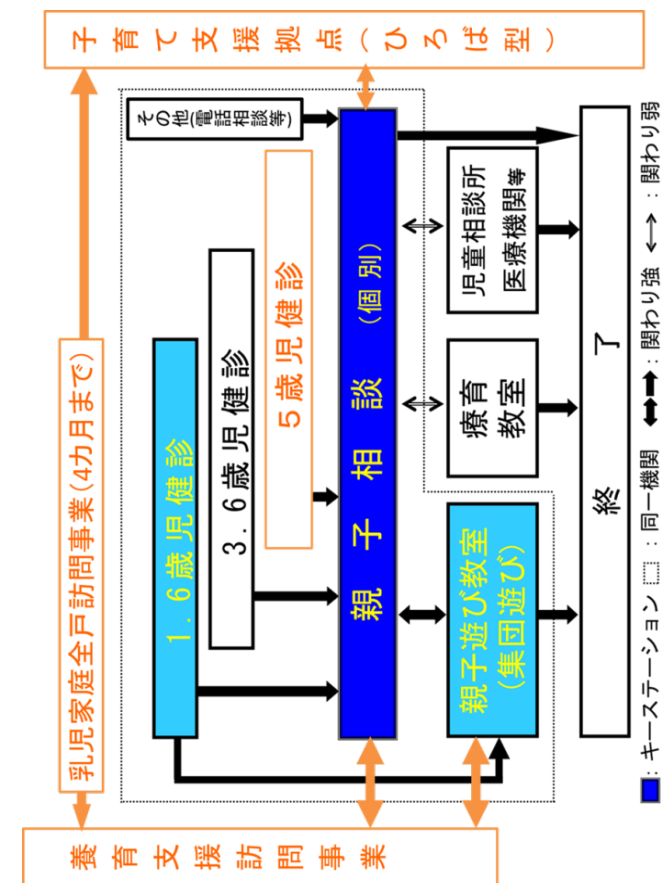 子育て支援拠点(ひろば型)
その他(電話相談等)
乳児家庭全戸訪問事業(4カ月まで)
1.6歳児健診
3.6歳児健診
5歳児健診
親子相談 (個別)
児童相談所
医療機関等
療育
教室
親子遊び教室
(集団遊び)
終了
養育支援訪問事業
:キーステーション :同一機関 :関わり強 :関わり弱